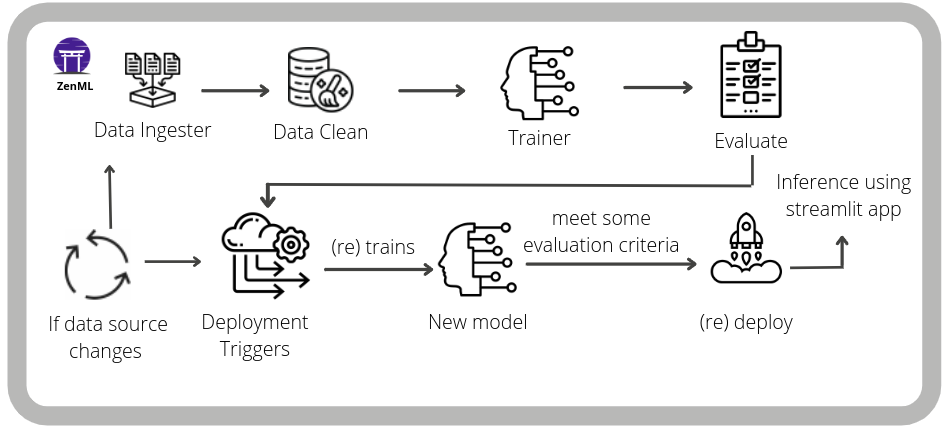 ZenML
Data Ingester
Data Clean
Trainer
Evaluate
Inference using
streamlit app
(re) trains
meet some
evaluation criteria
If data source
changes
Deployment
Triggers
New model
(re) deploy